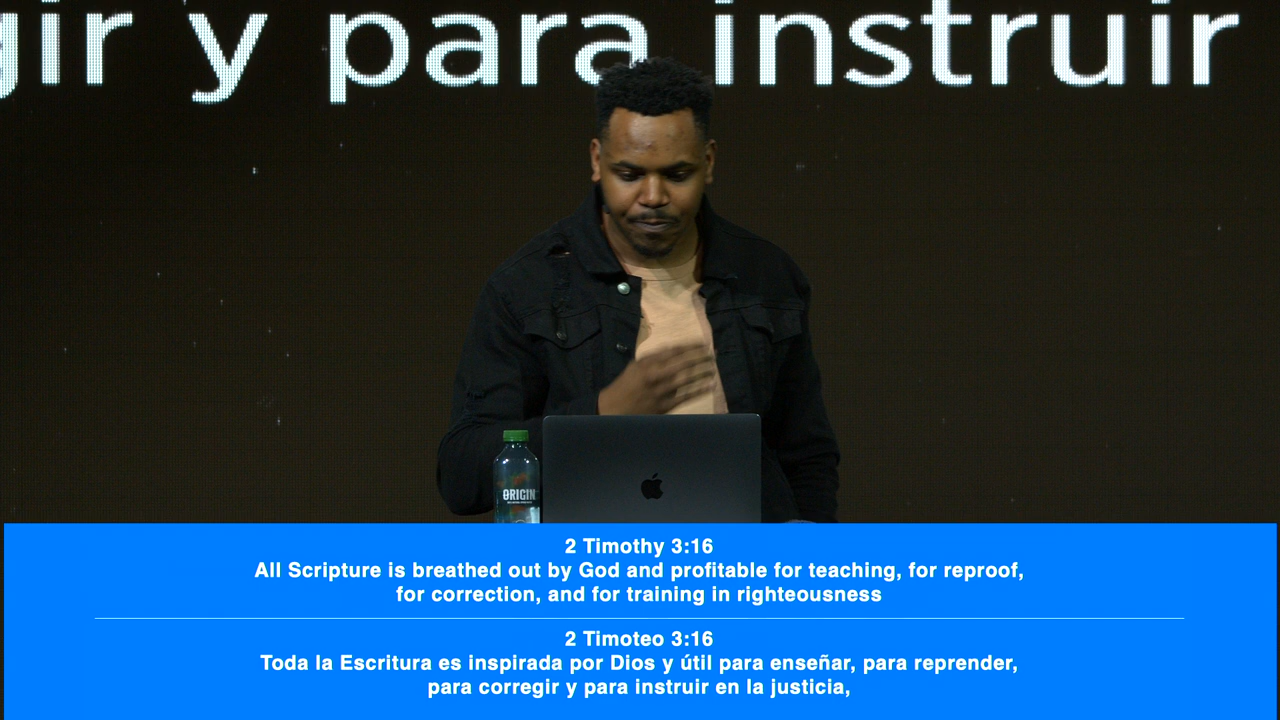 gir y para instruir
ORIGIN
2 Timothy 3:16
All Scripture is breathed out by God and profitable for teaching, for reproof,
for correction, and for training in righteousness
2 Timoteo 3:16
Toda la Escritura es inspirada por Dios y útil para enseñar, para reprender,
para corregir y para instruir en la justicia,